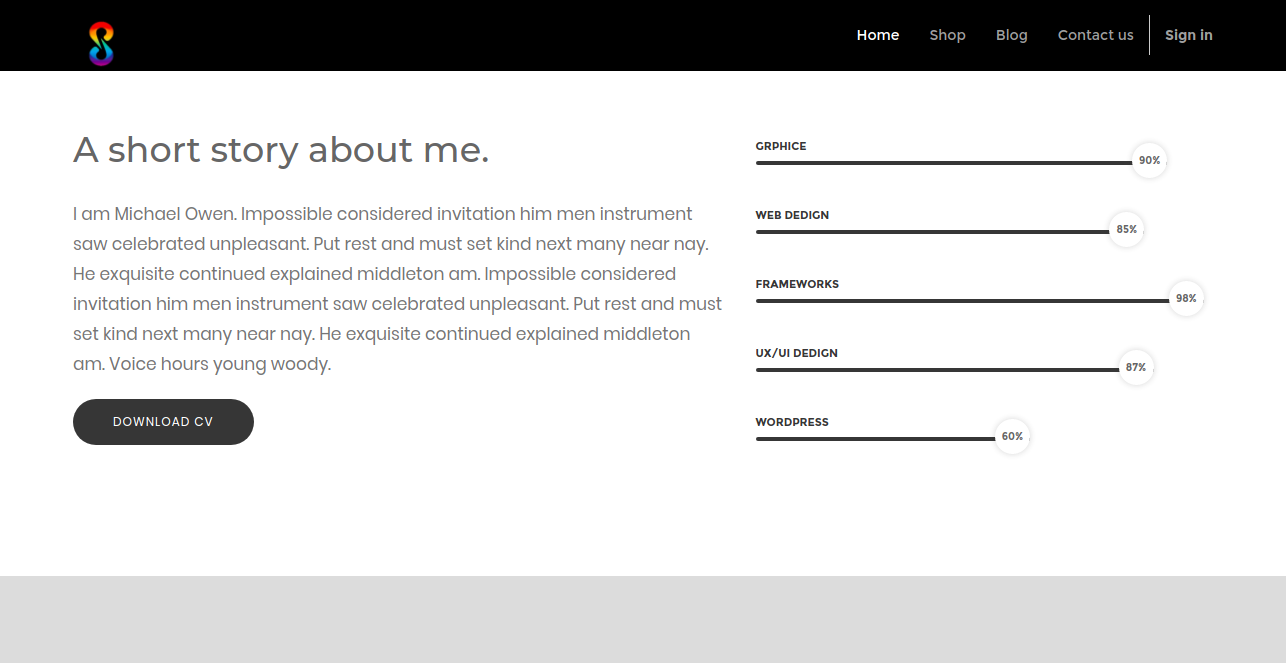 Home Shop Blog Contact us Sign in
A short story about me.
I am Michael Owen. Impossible considered invitation him men instrument
saw celebrated unpleasant. Put rest and must set kind next many near nay.
He exquisite continued explained middleton am. Impossible considered
invitation him men instrument saw celebrated unpleasant. Put rest and must
set kind next many near nay. He exquisite continued explained middleton
am. Voice hours young woody.
DOWNLOAD CV
GRPHICE
90%
WEB DEDIGN
85%
FRAMEWORKS
98%
UX/UI DEDIGN
87%
WORDPRESS
60%